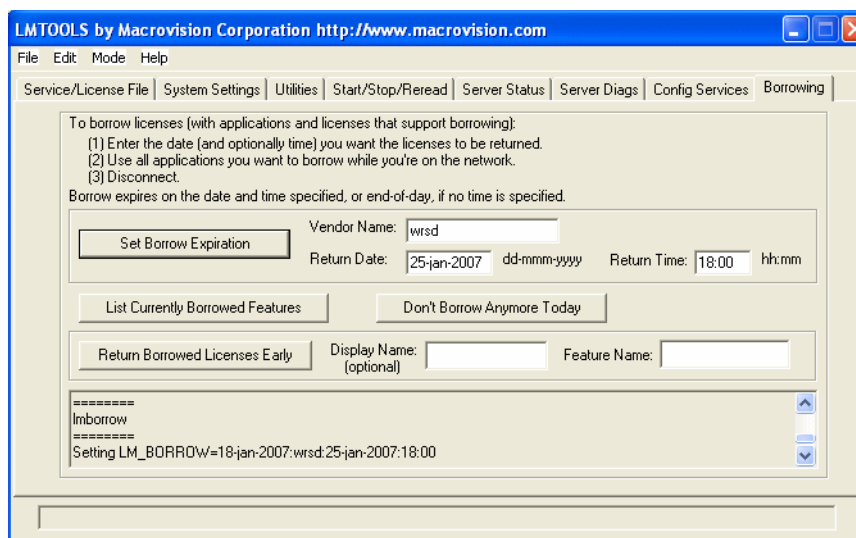 LMTOOLS by Macrovision Corporation http://www.macrovision.com
File Edit Mode Help
Service/License File System Settings Utilities Start/Stop/Reread Server Status Server Diags Config Services Borrowing
To borrow licenses (with applications and licenses that support borrowing):
(1) Enter the date (and optionally time) you want the licenses to be returned.
(2) Use all applications you want to borrow while you're on the network.
(3) Disconnect.
Borrow expires on the date and time specified, or end-of-day, if no time is specified.
Set Borrow Expiration
Vendor Name: wrsd
Return Date: 25-jan-2007 dd-mmm-yyyy Return Time: 18:00 hh:mm
List Currently Borrowed Features Don't Borrow Anymore Today
Return Borrowed Licenses Early Display Name: (optional) Feature Name:
========
lmborrow
========
Setting LM_BORROW=18-jan-2007:wrsd:25-jan-2007:18:00